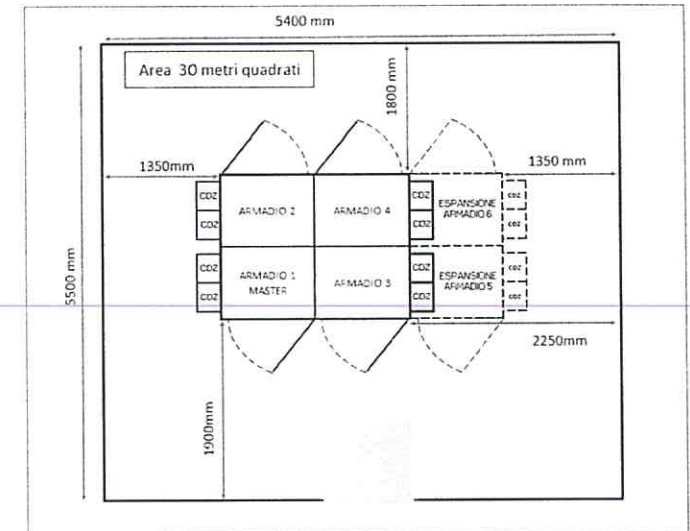 5400 mm
Area 30 metri quadrati
1800 mm
1350mm
1350 mm
CDZ
CDZ
ARMADIO 2
ARMADIO 4
CDZ
CDZ
ESPANSIONE
ARMADIO 6
CDZ
CDZ
5500 mm
CDZ
CDZ
ARMADIO 1
MASTER
ARMADIO 3
CDZ
CDZ
ESPANSIONE
ARMADIO 5
CDZ
CDZ
2250mm
1900mm